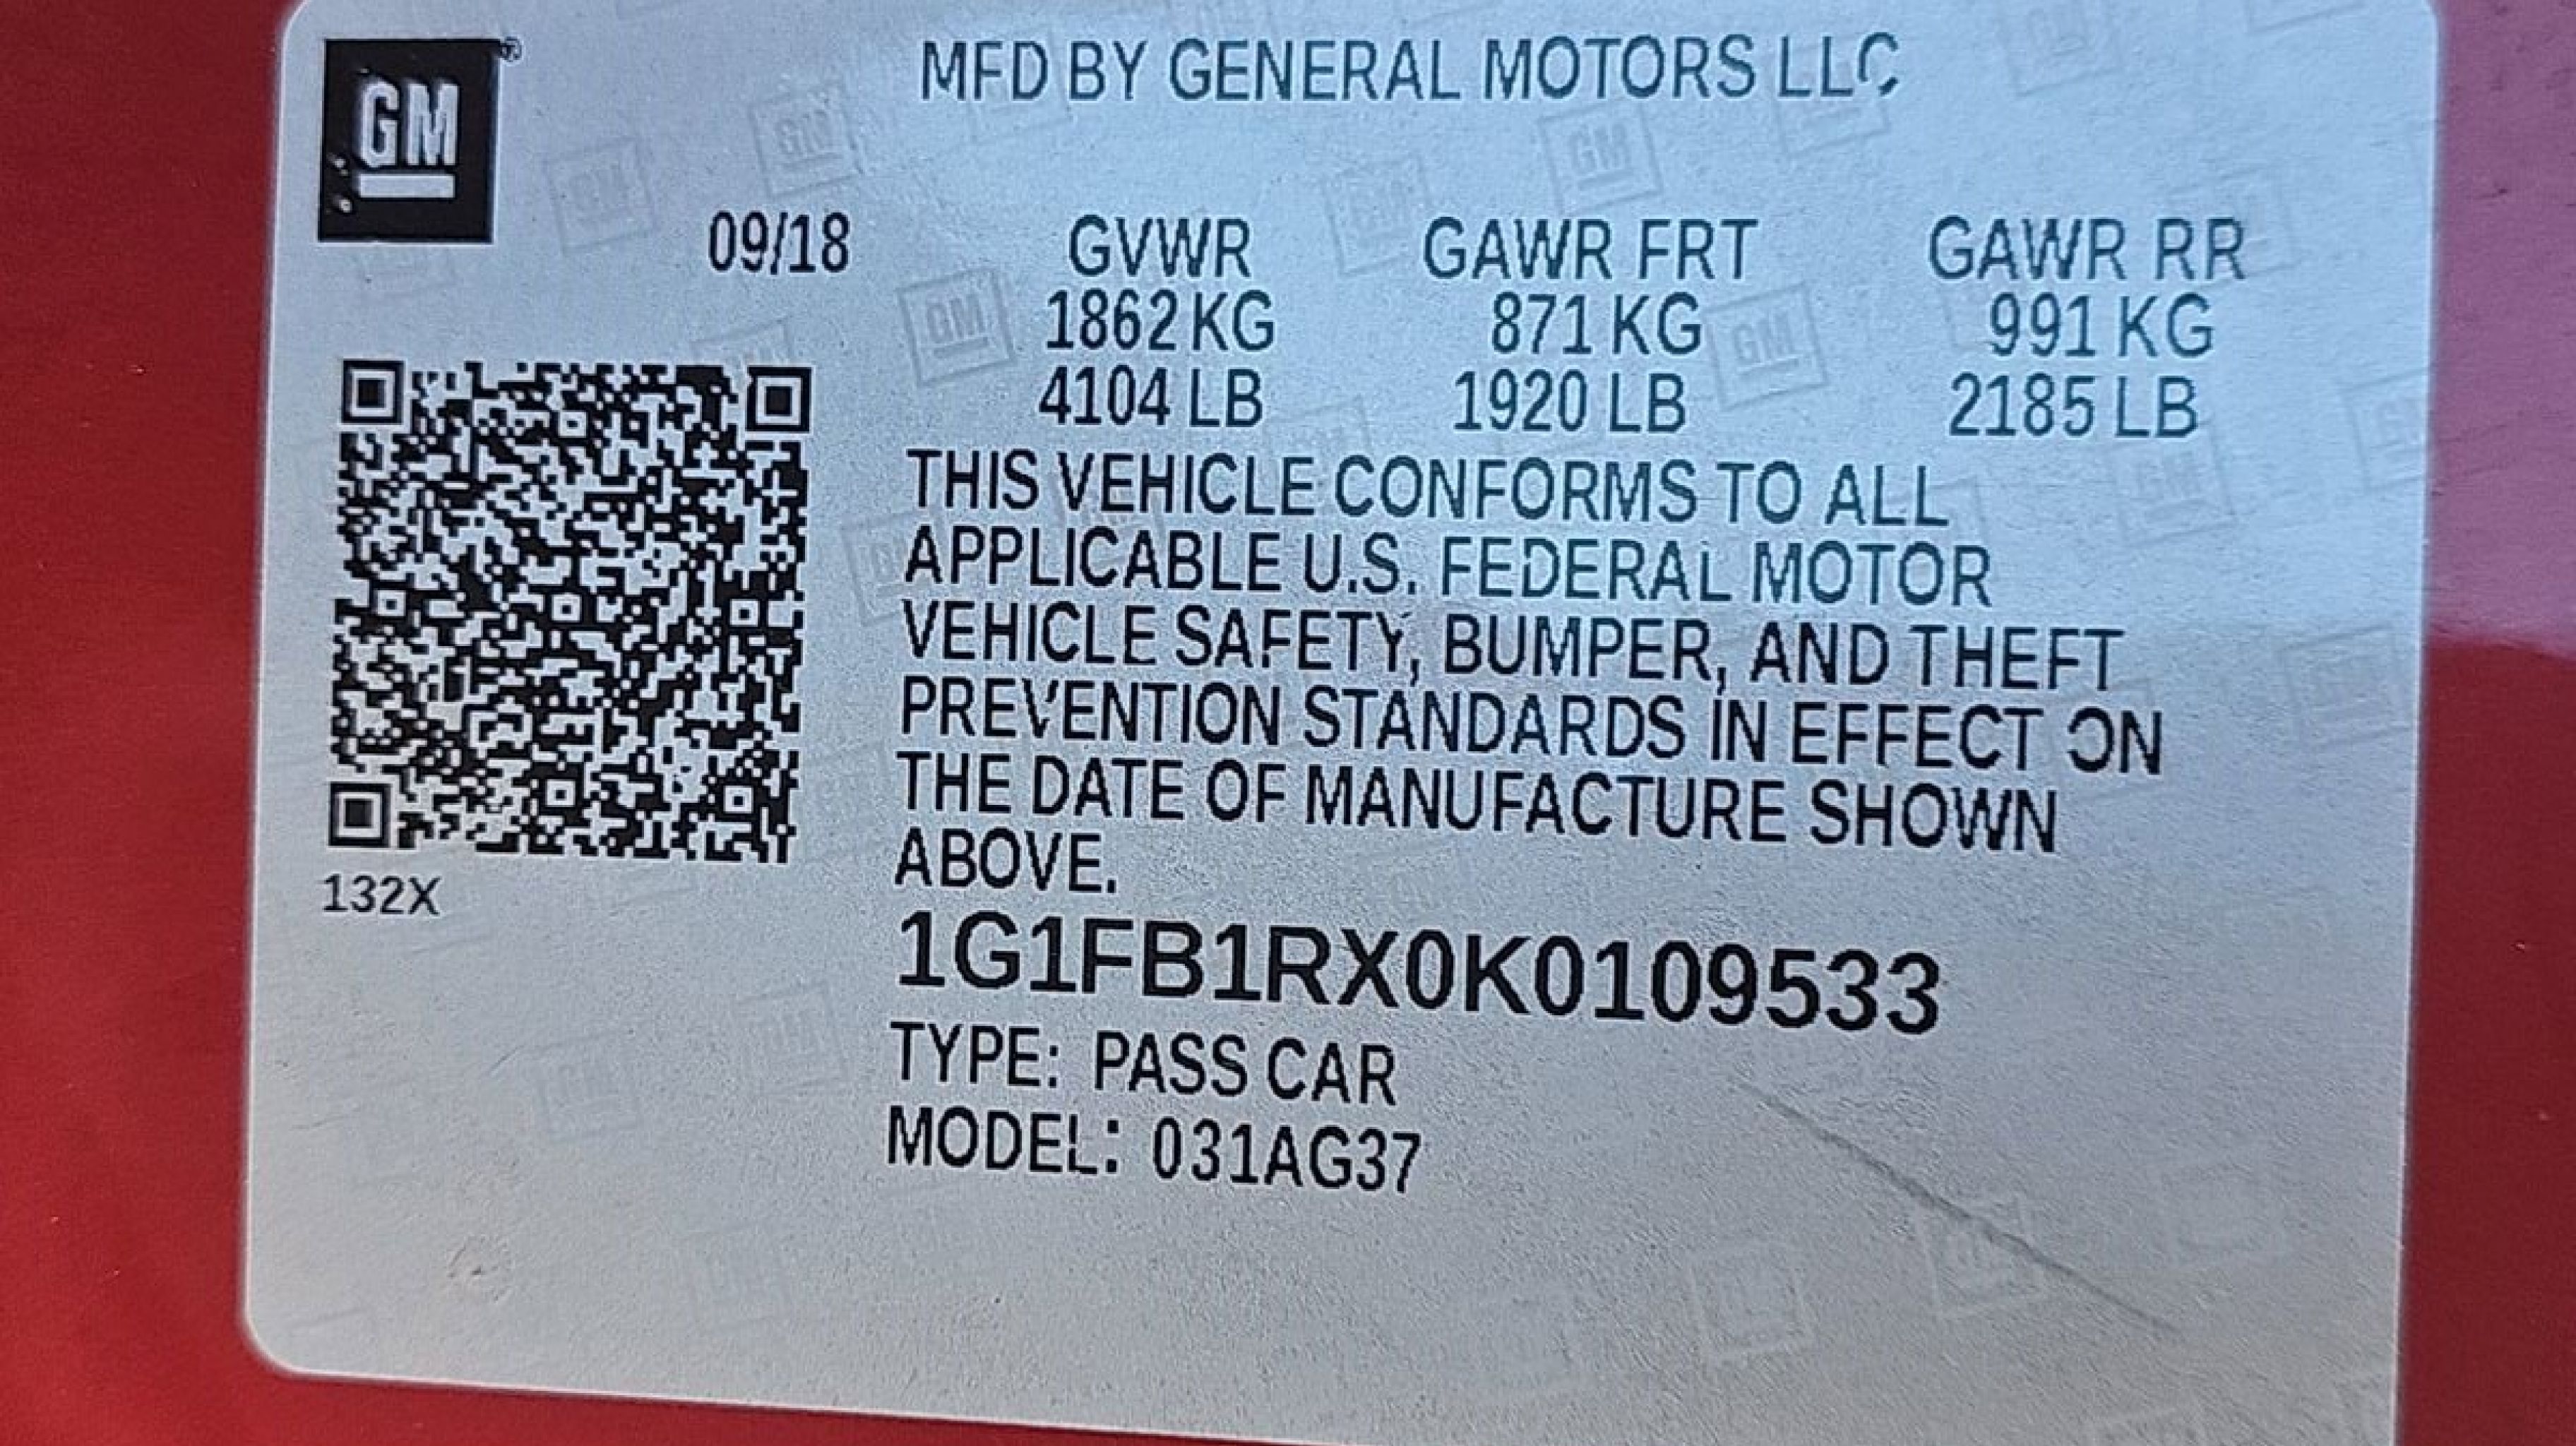 GM
MFD BY GENERAL MOTORS LLC
09/18 GVWR GAWR FRT GAWR RR
1862 KG 871 KG 991 KG
4104 LB 1920 LB 2185 LB
THIS VEHICLE CONFORMS TO ALL
APPLICABLE U.S. FEDERAL MOTOR
VEHICLE SAFETY, BUMPER, AND THEFT
PREVENTION STANDARDS IN EFFECT ON
THE DATE OF MANUFACTURE SHOWN
ABOVE.
132X
1G1FB1RX0K0109533
TYPE: PASS CAR
MODEL: 031AG37